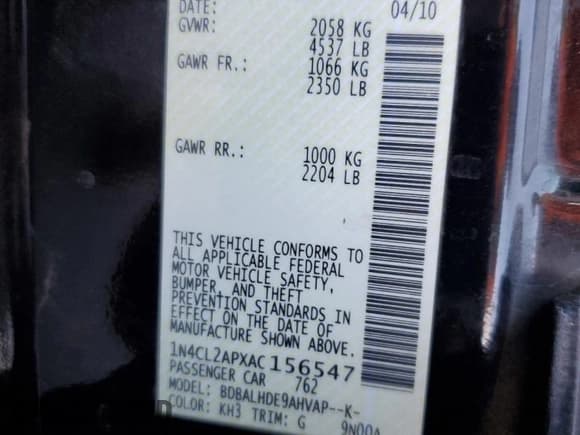 DATE: 04/10
GVWR: 2058 KG
4537 LB
GAWR FR.: 1066 KG
2350 LB
GAWR RR.: 1000 KG
2204 LB
THIS VEHICLE CONFORMS TO
ALL APPLICABLE FEDERAL
MOTOR VEHICLE SAFETY,
BUMPER, AND THEFT
PREVENTION STANDARDS IN
EFFECT ON THE DATE OF
MANUFACTURE SHOWN ABOVE.
1N4CL2APXAC 156547
PASSENGER CAR 762
MODEL: BDBALHDE9AHVAP--K-
COLOR: KH3 TRIM: G 9N00A